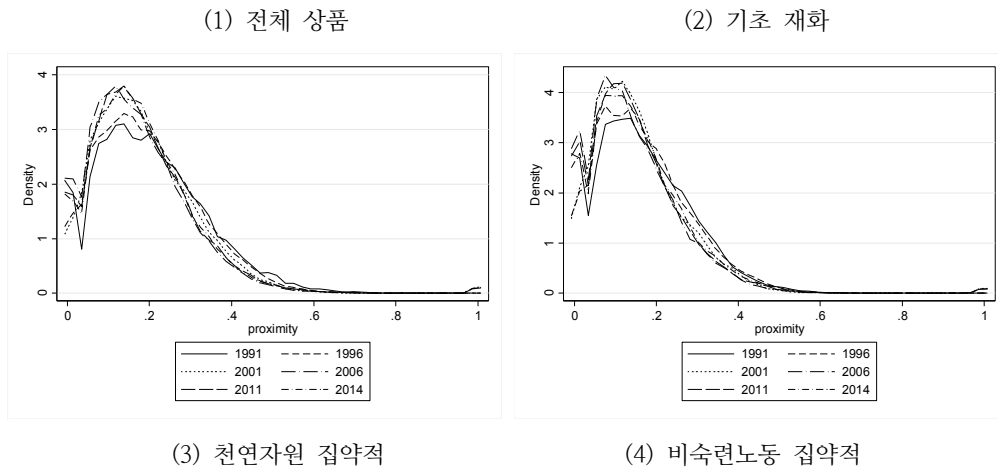 (1) 전체 상품
(2) 기초 재화
4
3
2
1
0
Density
0 .2 .4 .6 .8 1
proximity
1991 1996
2001 2006
2011 2014
4
3
2
1
0
Density
0 .2 .4 .6 .8 1
proximity
1991 1996
2001 2006
2011 2014
(3) 천연자원 집약적
(4) 비숙련노동 집약적